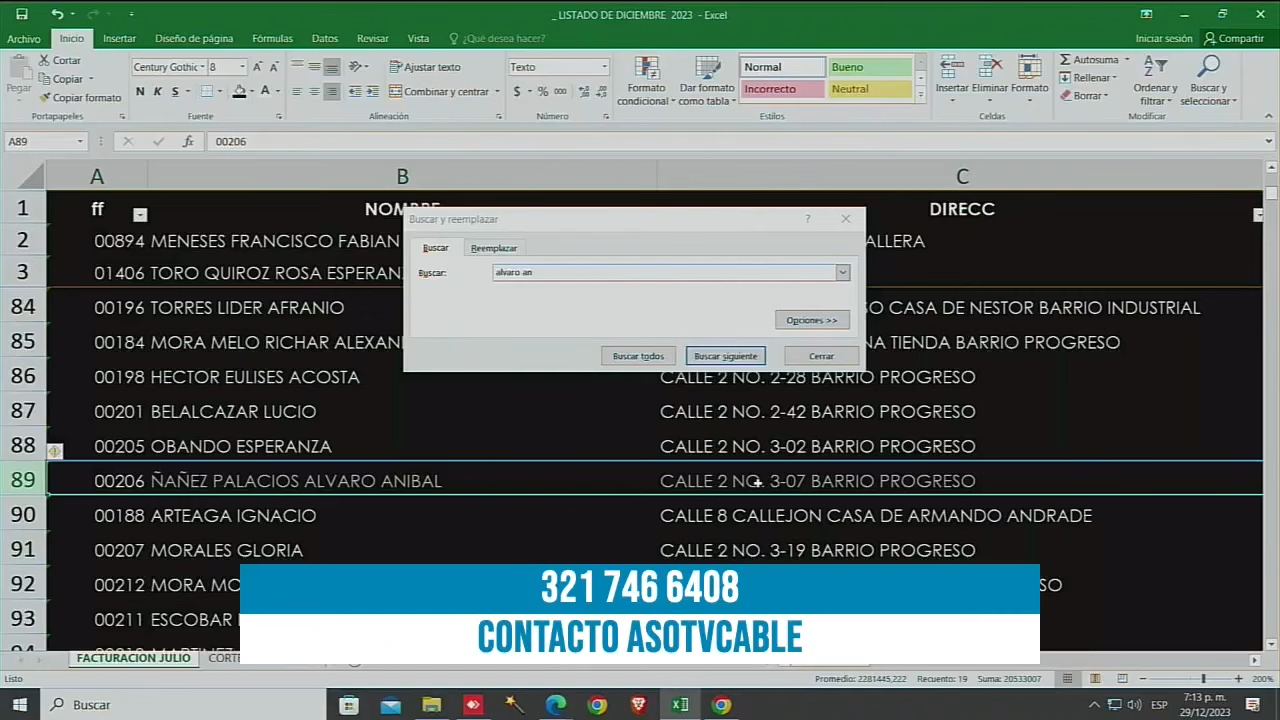 _ LISTADO DE DICIEMBRE 2023 - Excel
Archivo Inicio Insertar Diseño de página Fórmulas Datos Revisar Vista ¿Qué desea hacer? Iniciar sesión Compartir
Pegar
Cortar
Copiar
Copiar formato
Portapapeles
Century Gothic 8
N K S
Fuente
Ajustar texto
Combinar y centrar
Alineación
Texto
$ % 000
Número
Formato condicional
Dar formato como tabla
Normal Bueno
Incorrecto Neutral
Estilos
Insertar Eliminar Formato
Celdas
Autosuma
Rellenar
Borrar
Ordenar y filtrar
Buscar y seleccionar
Modificar
A89 fx 00206
A B C
1 ff NOMBRE DIRECC
2 00894 MENESES FRANCISCO FABIAN ALLERA
3 01406 TORO QUIROZ ROSA ESPERAN
84 00196 TORRES LIDER AFRANIO SO CASA DE NESTOR BARRIO INDUSTRIAL
85 00184 MORA MELO RICHAR ALEXAN NA TIENDA BARRIO PROGRESO
86 00198 HECTOR EULISES ACOSTA CALLE 2 NO. 2-28 BARRIO PROGRESO
87 00201 BELALCAZAR LUCIO CALLE 2 NO. 2-42 BARRIO PROGRESO
88 00205 OBANDO ESPERANZA CALLE 2 NO. 3-02 BARRIO PROGRESO
89 00206 ÑAÑEZ PALACIOS ALVARO ANIBAL CALLE 2 NO. 3-07 BARRIO PROGRESO
90 00188 ARTEAGA IGNACIO CALLE 8 CALLEJON CASA DE ARMANDO ANDRADE
91 00207 MORALES GLORIA CALLE 2 NO. 3-19 BARRIO PROGRESO
92 00212 MORA MO SO
93 00211 ESCOBAR
Buscar y reemplazar ?
Buscar Reemplazar
Buscar: alvaro an
Opciones >>
Buscar todos Buscar siguiente Cerrar
321 746 6408
CONTACTO ASOTVCABLE
FACTURACION JULIO CORTE
Listo Promedio: 2281445,222 Recuento: 19 Suma: 20533007 200%
Buscar ESP 7:13 p. m.
29/12/2023